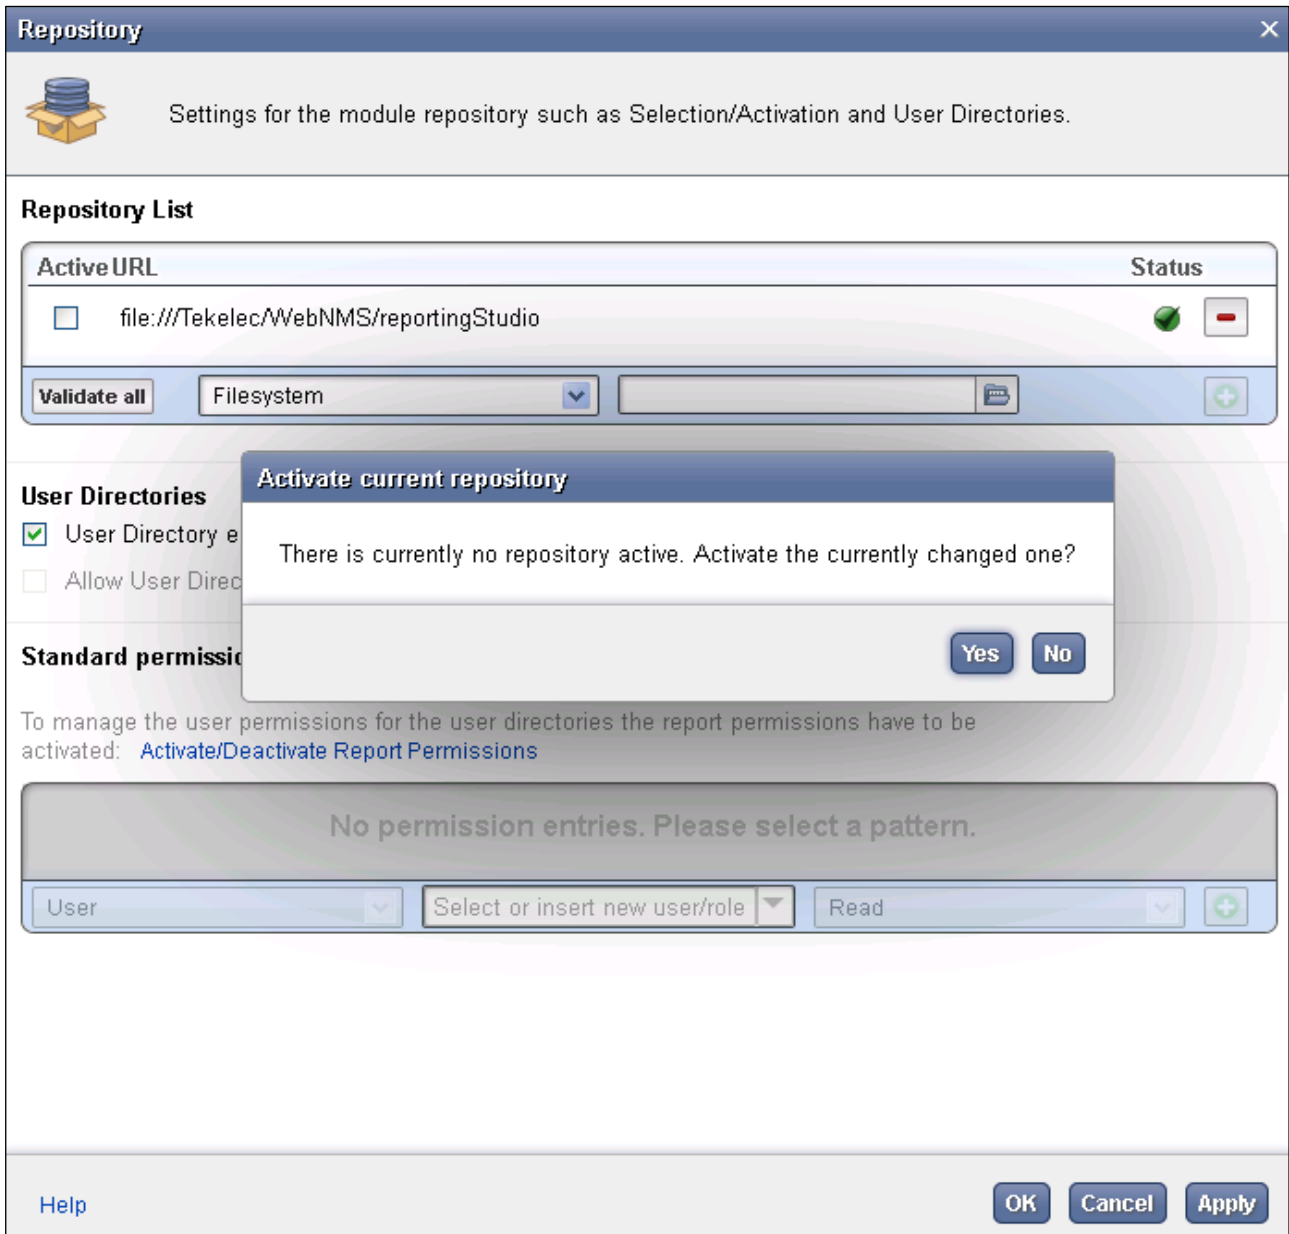 Repository
Settings for the module repository such as Selection/Activation and User Directories.
Repository List
Active URL Status
file:///Tekelec/WebNMS/reportingStudio
Validate all Filesystem
Activate current repository
User Directories
User Directory e
There is currently no repository active. Activate the currently changed one?
Allow User Direc
Yes No
Standard permissi
To manage the user permissions for the user directories the report permissions have to be
activated: Activate/Deactivate Report Permissions
No permission entries. Please select a pattern.
User Select or insert new user/role Read
Help OK Cancel Apply